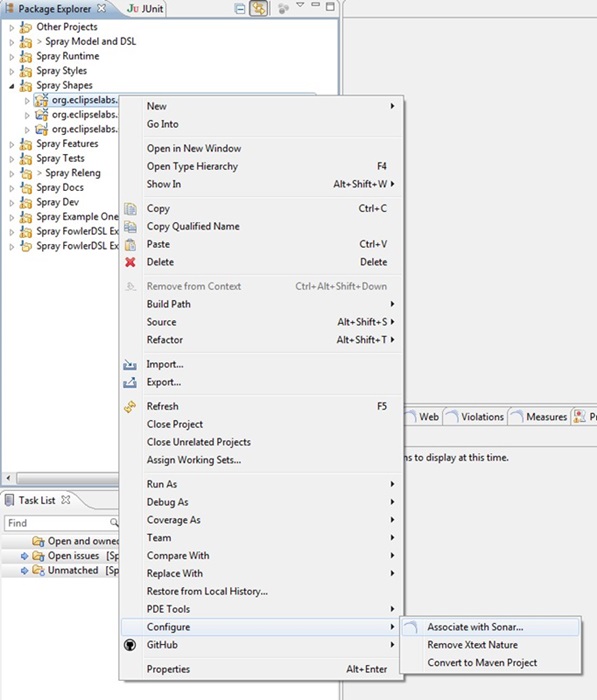 Package Explorer JUnit
Other Projects
> Spray Model and DSL
Spray Runtime
Spray Styles
Spray Shapes
org.eclipselabs.
org.eclipselabs.
org.eclipselabs.
Spray Features
Spray Tests
> Spray Releng
Spray Docs
Spray Dev
Spray Example One
Spray FowlerDSL Ex
Spray FowlerDSL Ex
New
Go Into
Open in New Window
Open Type Hierarchy F4
Show In Alt+Shift+W
Copy Ctrl+C
Copy Qualified Name
Paste Ctrl+V
Delete Delete
Remove from Context Ctrl+Alt+Shift+Down
Build Path
Source Alt+Shift+S
Refactor Alt+Shift+T
Import...
Export...
Refresh F5
Close Project
Close Unrelated Projects
Assign Working Sets...
Run As
Debug As
Coverage As
Team
Compare With
Replace With
Restore from Local History...
PDE Tools
Configure
GitHub
Properties Alt+Enter
Web Violations Measures
ns to display at this time.
Task List
Find
Open and owned
Open issues [Sp
Unmatched [Sp
Associate with Sonar...
Remove Xtext Nature
Convert to Maven Project